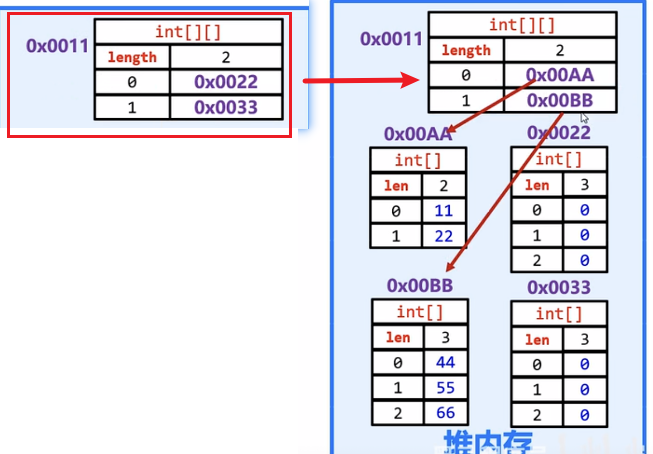 0x0011
int[][]
length 2
0 0x0022
1 0x0033
0x0011
int[][]
length 2
0 0x00AA
1 0x00BB
0x00AA
int[]
len 2
0 11
1 22
0x0022
int[]
len 3
0 0
1 0
2 0
0x00BB
int[]
len 3
0 44
1 55
2 66
0x0033
int[]
len 3
0 0
1 0
2 0
堆内存